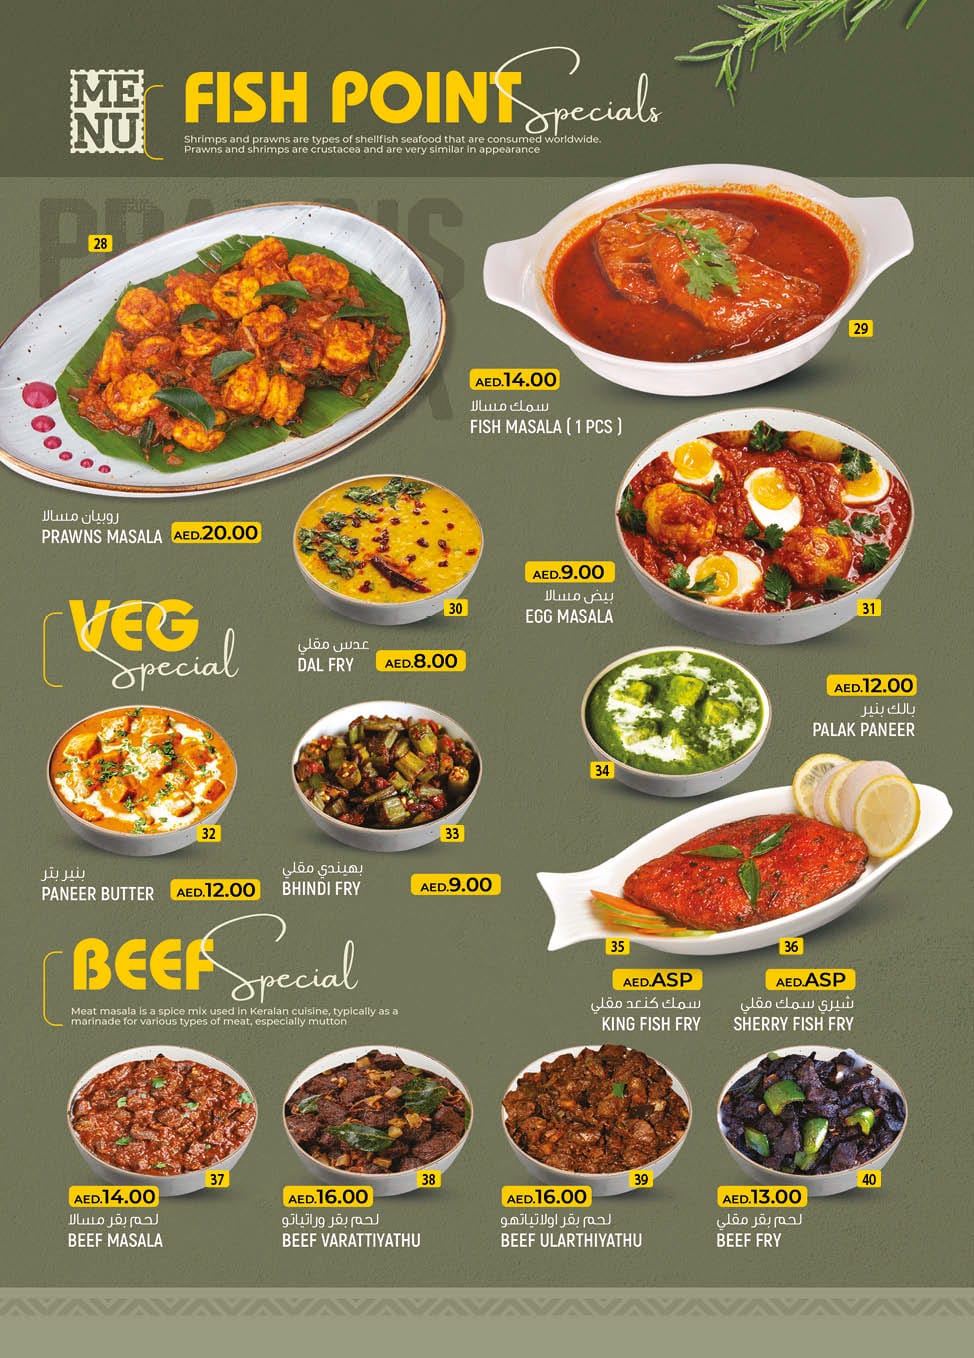 ME
NU
FISH POINT
Specials
Shrimps and prawns are types of shellfish seafood that are consumed worldwide.
Prawns and shrimps are crustacea and are very similar in appearance
28
29
AED.14.00
سمك مسالا
FISH MASALA ( 1 PCS )
روبيان مسالا
PRAWNS MASALA
AED.20.00
30
عدس مقلي
DAL FRY
AED.8.00
AED.9.00
بيض مسالا
EGG MASALA
31
VEG
Special
AED.12.00
بالك بنير
PALAK PANEER
34
32
بنير بتر
PANEER BUTTER
AED.12.00
33
بهيندي مقلي
BHINDI FRY
AED.9.00
35
AED.ASP
سمك كنعد مقلي
KING FISH FRY
36
AED.ASP
شيري سمك مقلي
SHERRY FISH FRY
BEEF
Special
Meat masala is a spice mix used in Keralan cuisine, typically as a
marinade for various types of meat, especially mutton
37
AED.14.00
لحم بقر مسالا
BEEF MASALA
38
AED.16.00
لحم بقر وراتياتو
BEEF VARATTIYATHU
39
AED.16.00
لحم بقر اولاتياتهو
BEEF ULARTHIYATHU
40
AED.13.00
لحم بقر مقلي
BEEF FRY